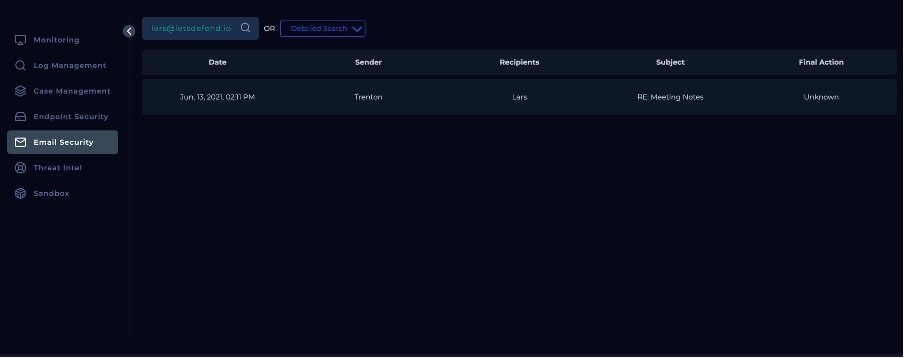 lars@letsdefend.io
OR
Detailed Search
Monitoring
Log Management
Case Management
Endpoint Security
Email Security
Threat Intel
Sandbox
Date Sender Recipients Subject Final Action
Jun, 13, 2021, 02:11 PM Trenton Lars RE: Meeting Notes Unknown